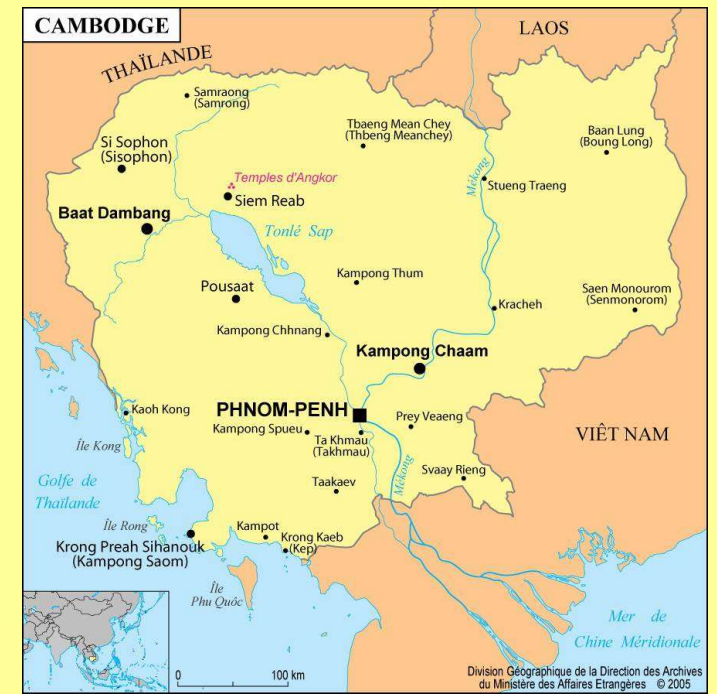 CAMBODGE
LAOS
THAÏLANDE
Samraong
(Samrong)
Tbaeng Mean Chey
(Thbeng Meanchey)
Baan Lung
(Boung Long)
Si Sophon
(Sisophon)
Mékong
Stueng Traeng
Temples d'Angkor
Siem Reab
Baat Dambang
Tonlé Sap
Kampong Thum
Pousaat
Saen Monourom
(Senmonorom)
Kracheh
Kampong Chhnang
Kampong Chaam
PHNOM-PENH
Kaoh Kong
Prey Veaeng
Kampong Spueu
Ta Khmau
(Takhmau)
VIÊT NAM
Île Kong
Svaay Rieng
Mékong
Golfe de
Thaïlande
Taakaev
Île Rong
Kampot
Krong Kaeb
(Kep)
Krong Preah Sihanouk
(Kampong Saom)
Île
Phu Quôc
Mer de
Chine Méridionale
0 100 km
Division Géographique de la Direction des Archives
du Ministère des Affaires Etrangères © 2005